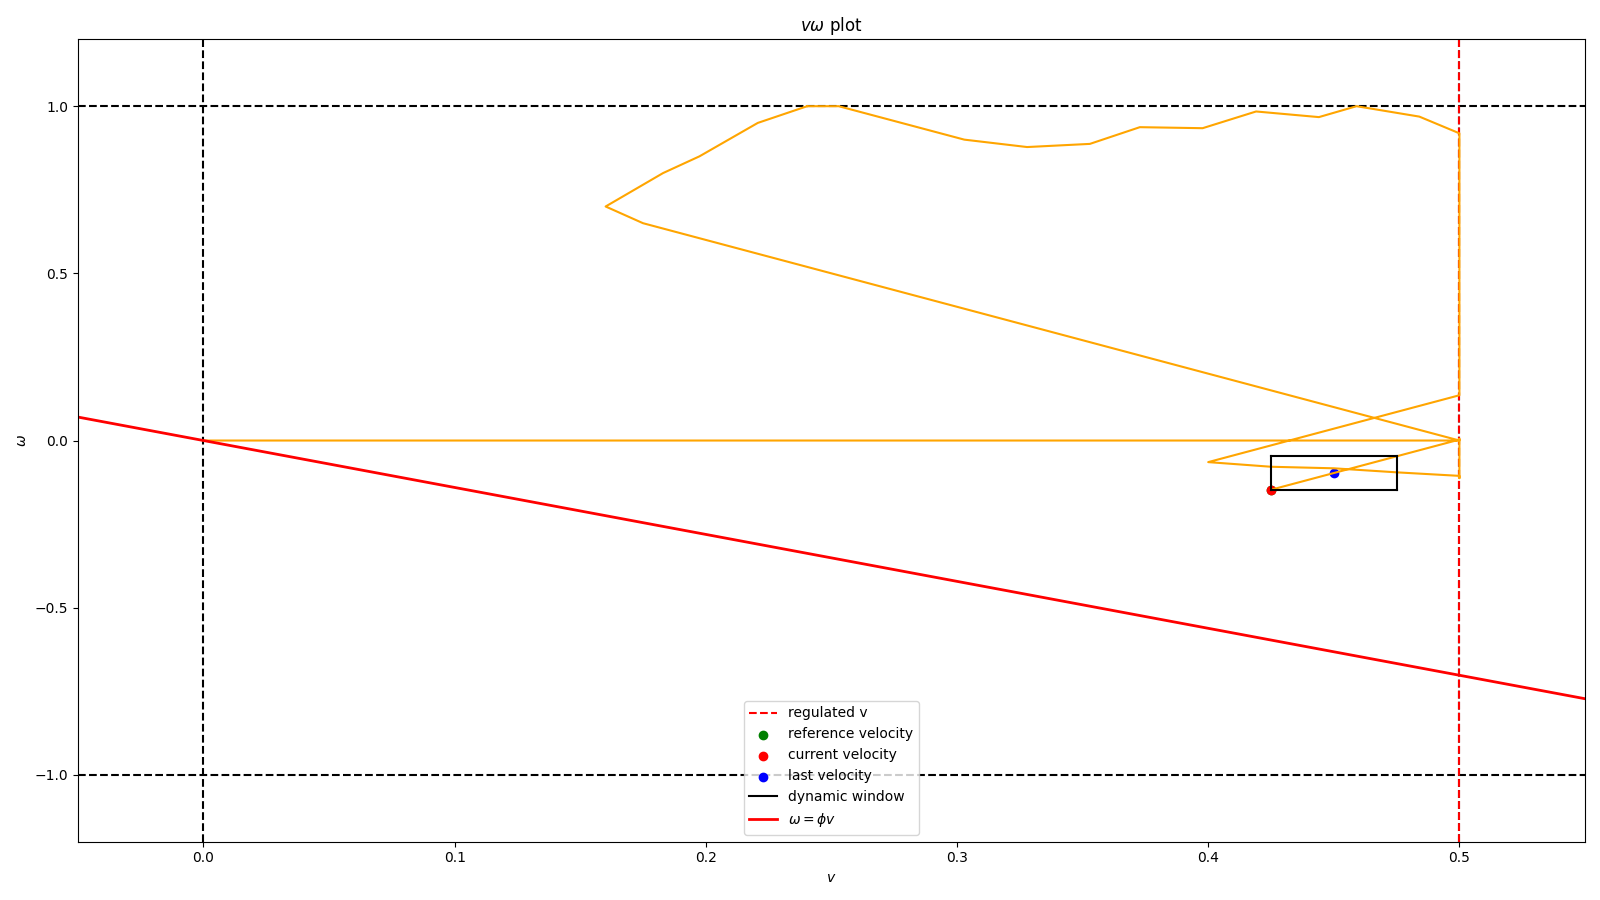 vω plot
1.0
0.5
0.0
−0.5
−1.0
ω
0.0
0.1
0.2
0.3
0.4
0.5
v
regulated v
reference velocity
current velocity
last velocity
dynamic window
ω = ϕv